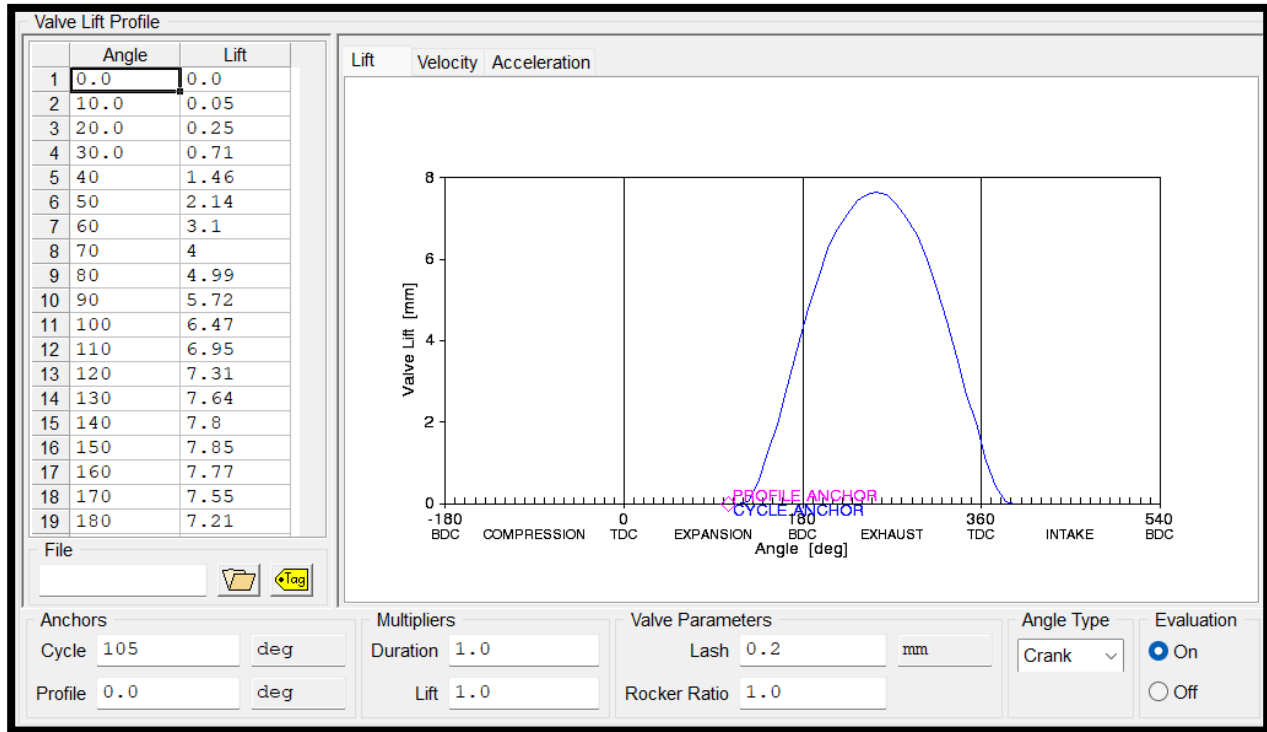 Valve Lift Profile
Angle Lift
1 0.0 0.0
2 10.0 0.05
3 20.0 0.25
4 30.0 0.71
5 40 1.46
6 50 2.14
7 60 3.1
8 70 4
9 80 4.99
10 90 5.72
11 100 6.47
12 110 6.95
13 120 7.31
14 130 7.64
15 140 7.8
16 150 7.85
17 160 7.77
18 170 7.55
19 180 7.21
File
Tag
Lift Velocity Acceleration
Valve Lift [mm]
8
6
4
2
0
PROFILE ANCHOR
CYCLE ANCHOR
-180 0 180 360 540
BDC COMPRESSION TDC EXPANSION BDC EXHAUST TDC INTAKE BDC
Angle [deg]
Anchors
Cycle 105 deg
Profile 0.0 deg
Multipliers
Duration 1.0
Lift 1.0
Valve Parameters
Lash 0.2 mm
Rocker Ratio 1.0
Angle Type
Crank
Evaluation
On
Off